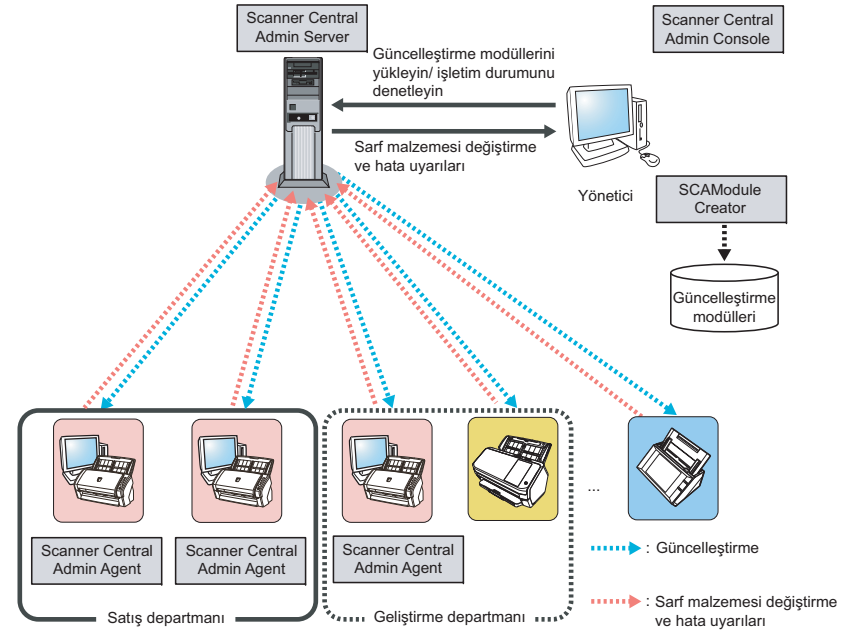 Scanner Central
Admin Server
Scanner Central
Admin Console
Güncelleştirme modüllerini
yükleyin/ işletim durumunu
denetleyin
Sarf malzemesi değiştirme
ve hata uyarıları
Yönetici
SCAModule
Creator
Güncelleştirme
modülleri
...
Scanner Central
Admin Agent
Scanner Central
Admin Agent
Scanner Central
Admin Agent
Satış departmanı
Geliştirme departmanı
: Güncelleştirme
: Sarf malzemesi değiştirme
ve hata uyarıları